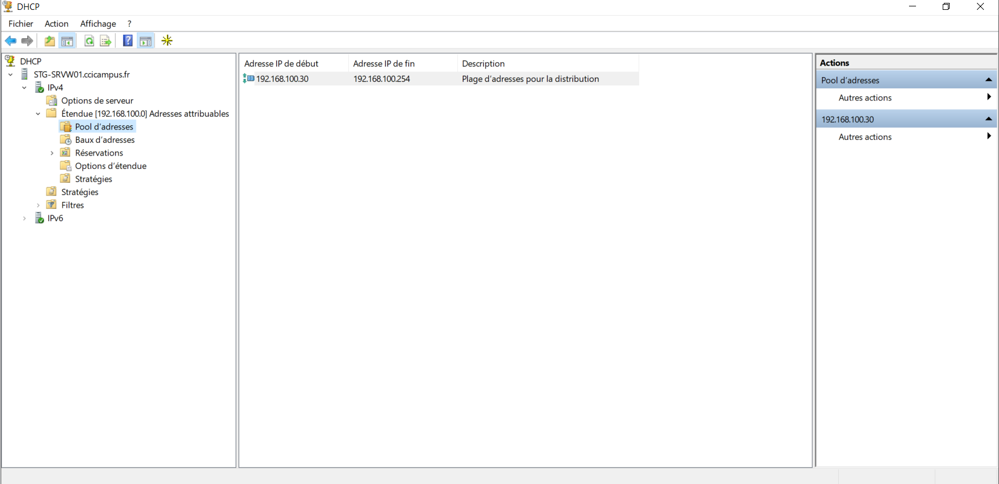 DHCP
Fichier Action Affichage ?
DHCP
STG-SRVW01.ccicampus.fr
IPv4
Options de serveur
Étendue [192.168.100.0] Adresses attribuables
Pool d'adresses
Baux d'adresses
Réservations
Options d'étendue
Stratégies
Stratégies
Filtres
IPv6
Adresse IP de début Adresse IP de fin Description
192.168.100.30 192.168.100.254 Plage d'adresses pour la distribution
Actions
Pool d'adresses
Autres actions
192.168.100.30
Autres actions